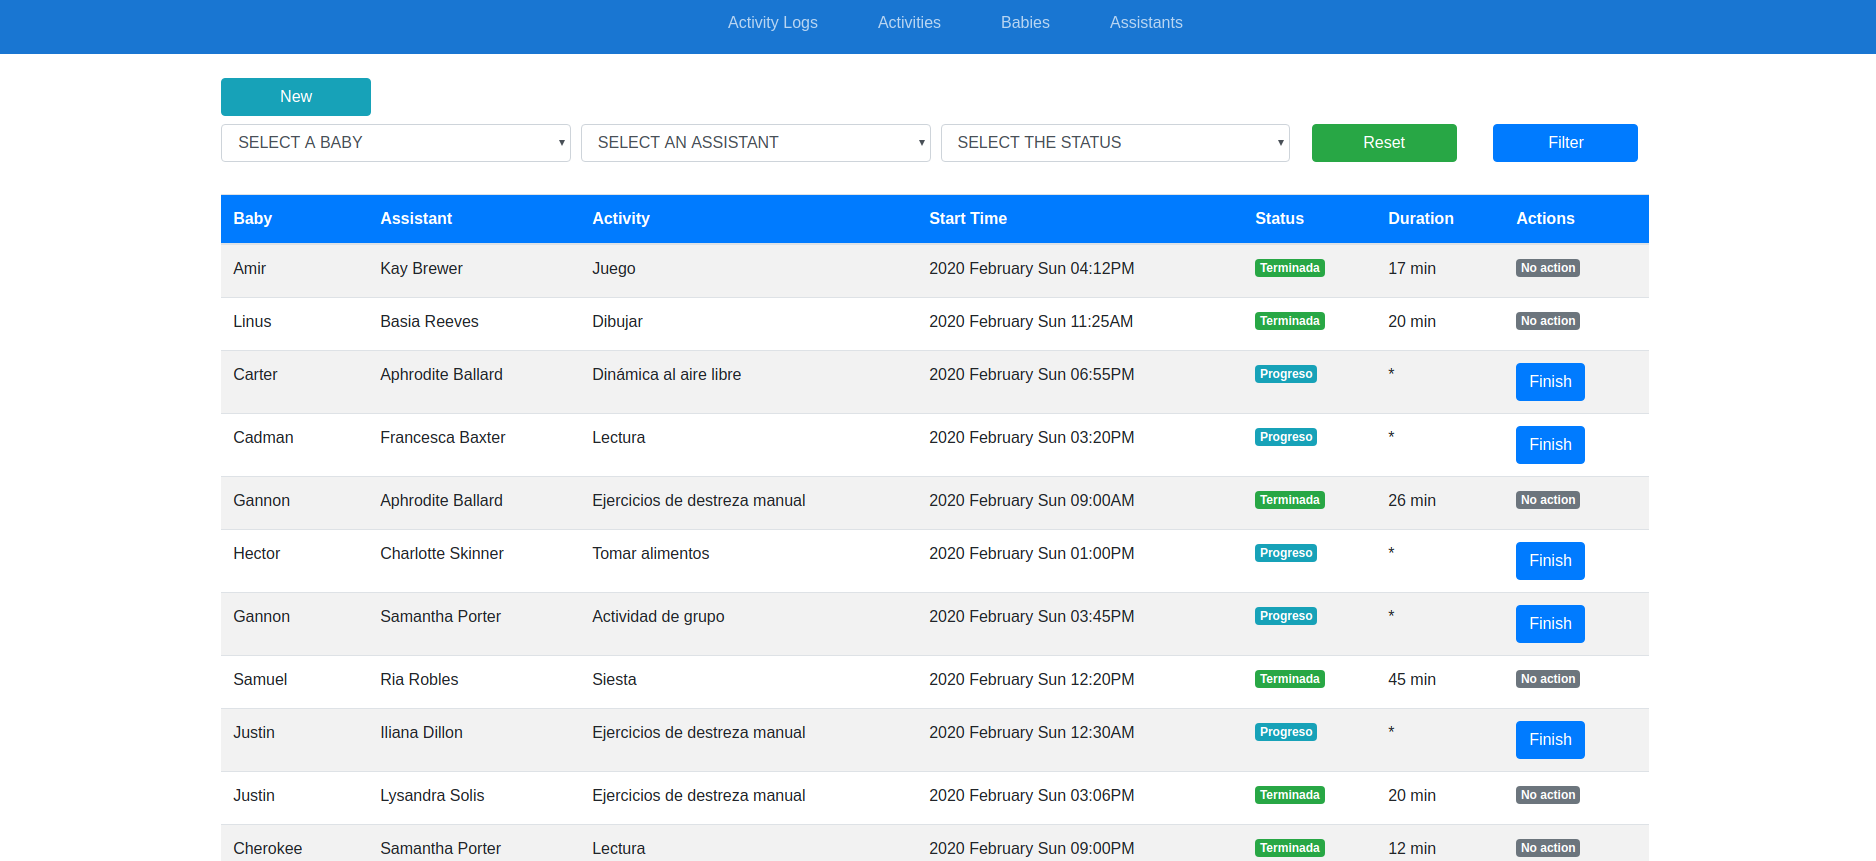 Activity Logs Activities Babies Assistants
New
SELECT A BABY SELECT AN ASSISTANT SELECT THE STATUS Reset Filter
Baby Assistant Activity Start Time Status Duration Actions
Amir Kay Brewer Juego 2020 February Sun 04:12PM Terminada 17 min No action
Linus Basia Reeves Dibujar 2020 February Sun 11:25AM Terminada 20 min No action
Carter Aphrodite Ballard Dinámica al aire libre 2020 February Sun 06:55PM Progreso * Finish
Cadman Francesca Baxter Lectura 2020 February Sun 03:20PM Progreso * Finish
Gannon Aphrodite Ballard Ejercicios de destreza manual 2020 February Sun 09:00AM Terminada 26 min No action
Hector Charlotte Skinner Tomar alimentos 2020 February Sun 01:00PM Progreso * Finish
Gannon Samantha Porter Actividad de grupo 2020 February Sun 03:45PM Progreso * Finish
Samuel Ria Robles Siesta 2020 February Sun 12:20PM Terminada 45 min No action
Justin Iliana Dillon Ejercicios de destreza manual 2020 February Sun 12:30AM Progreso * Finish
Justin Lysandra Solis Ejercicios de destreza manual 2020 February Sun 03:06PM Terminada 20 min No action
Cherokee Samantha Porter Lectura 2020 February Sun 09:00PM Terminada 12 min No action